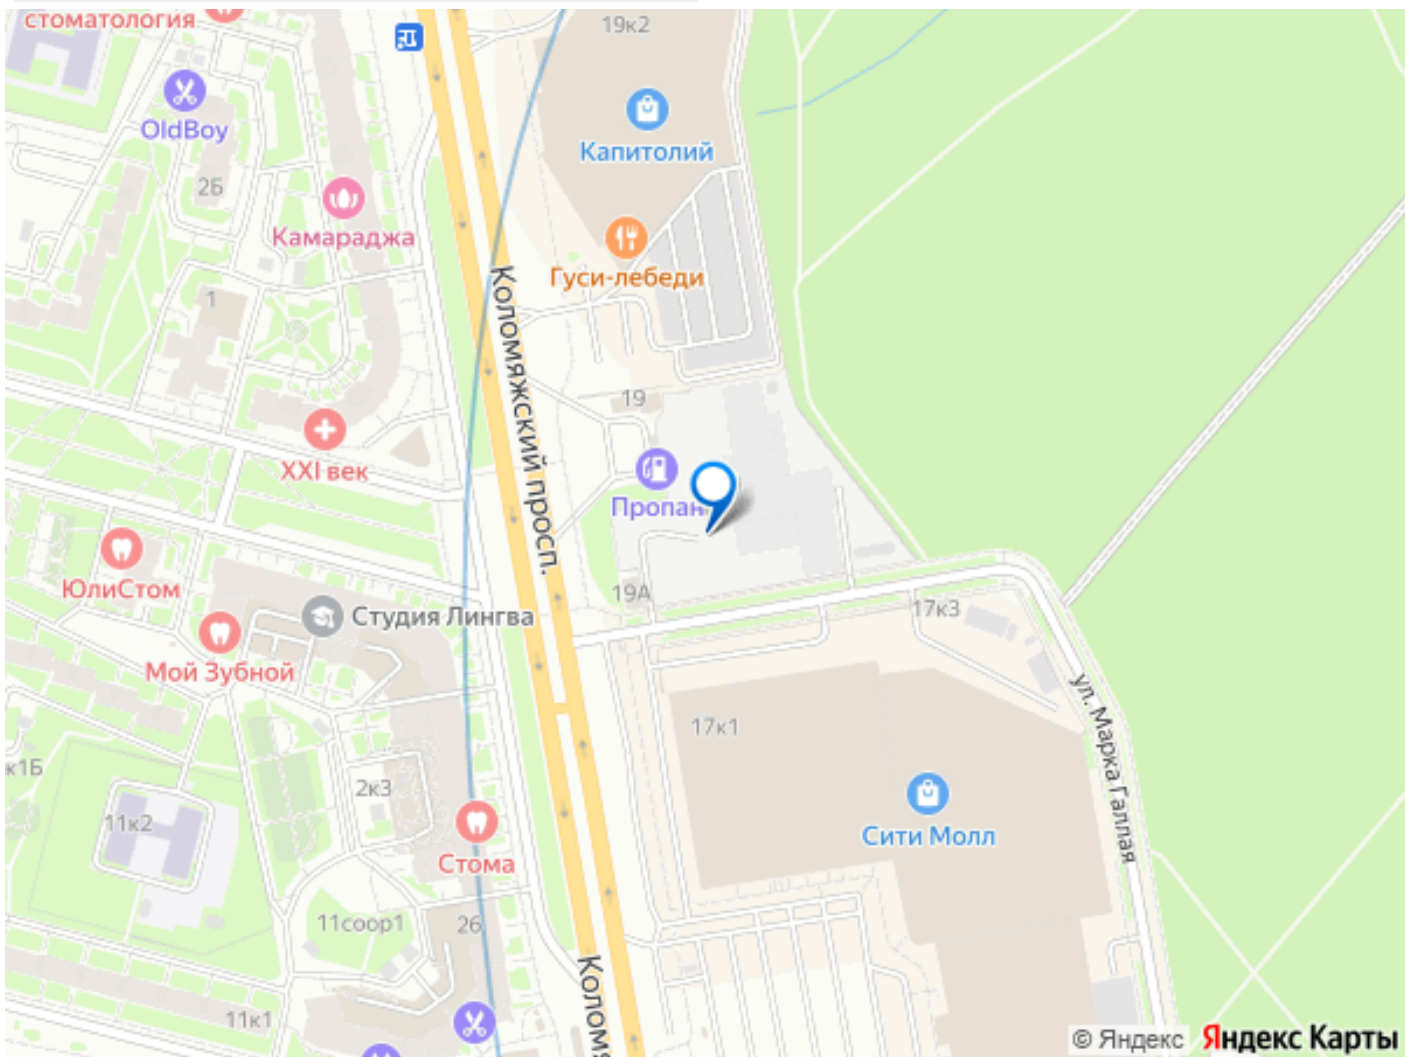 стоматология
19к2
OldBoy
Капитолий
2Б
Камараджа
Гуси-лебеди
1
Коломяжский просп.
19
XXI век
Пропан
ЮлиСтом
19А
17к3
Студия Лингва
Мой Зубной
ул. Марка Галлая
17к1
к1Б
2к3
11к2
Сити Молл
Стома
11соор1
26
Колом
11к1
© Яндекс Яндекс Карты